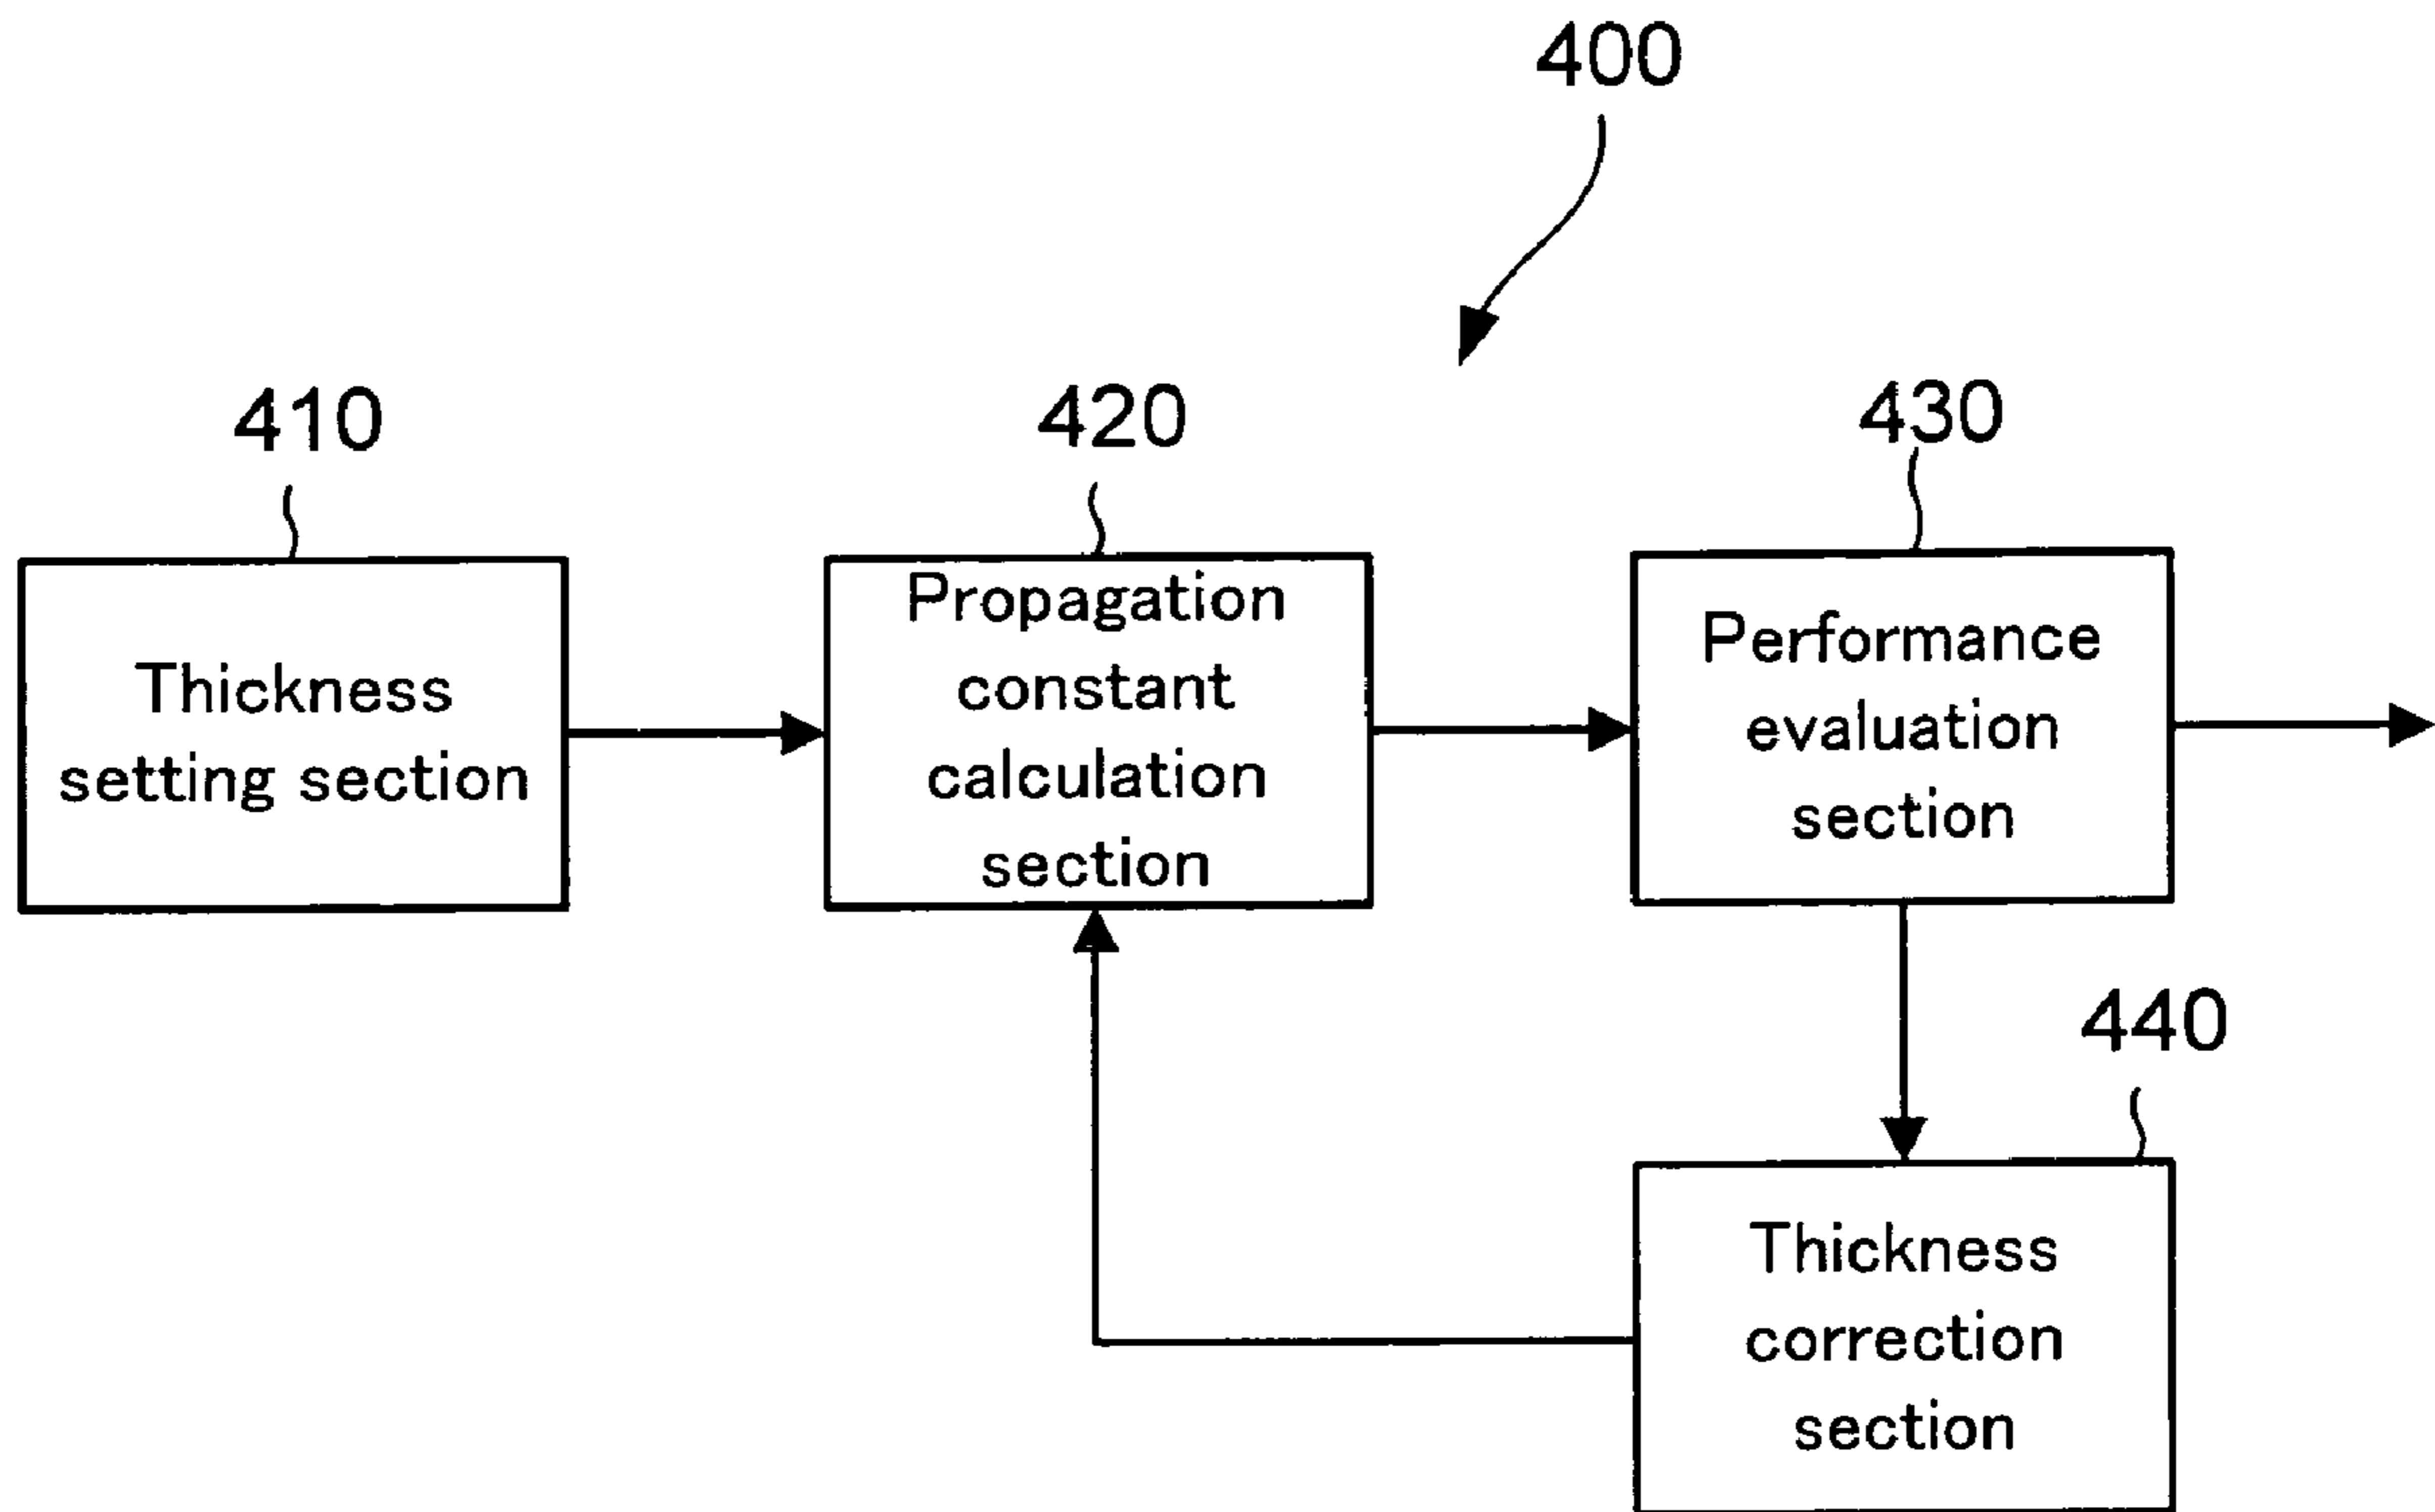 400
410
420
430
Thickness
setting section
Propagation
constant
calculation
section
Performance
evaluation
section
440
Thickness
correction
section